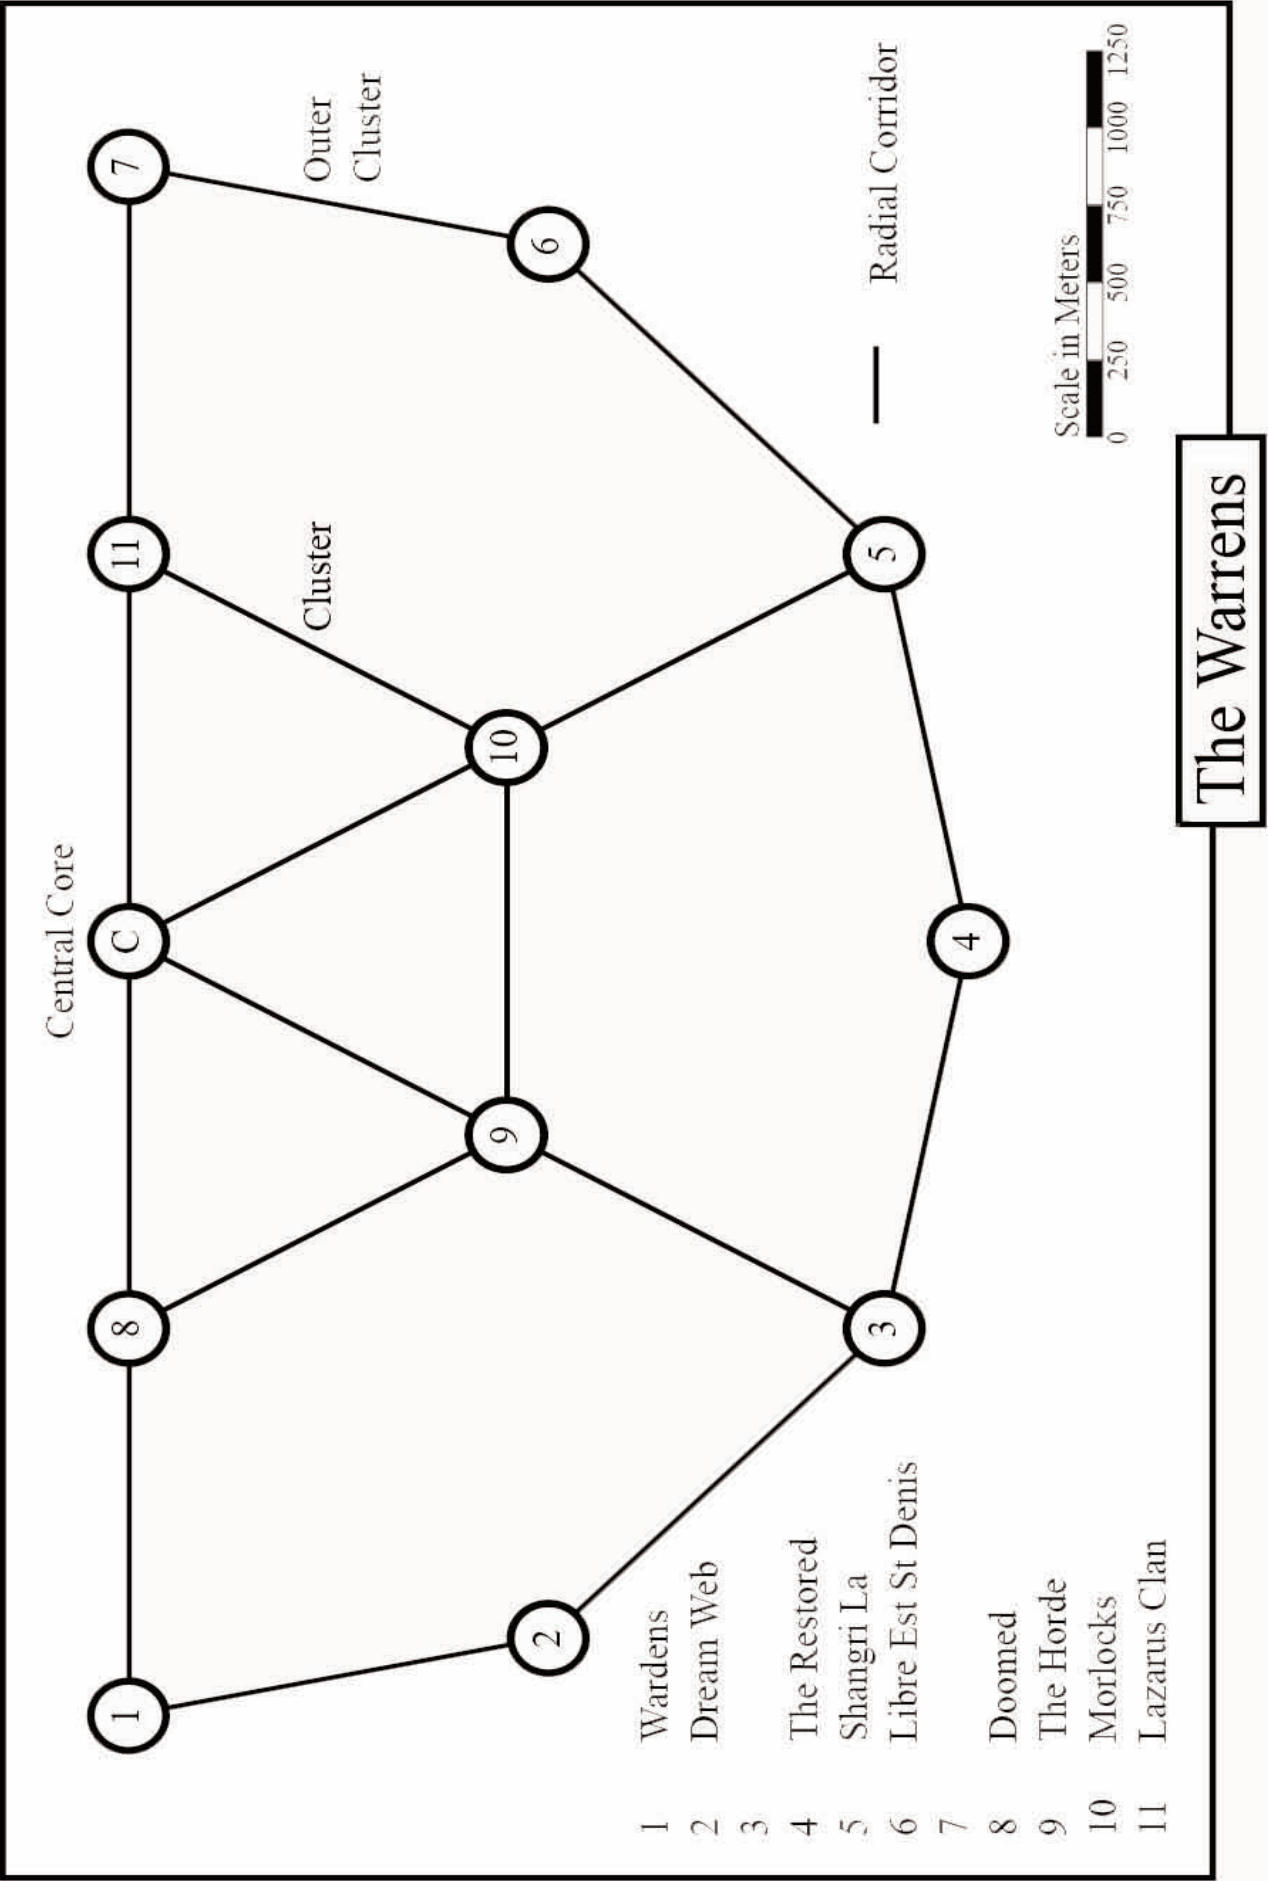 Central Core
1
8
C
11
7
Outer
Cluster
Cluster
9
10
2
6
3
5
4
1 Wardens
2 Dream Web
3
4 The Restored
5 Shangri La
6 Libre Est St Denis
7
8 Doomed
9 The Horde
10 Morlocks
11 Lazarus Clan
Radial Corridor
Scale in Meters
0 250 500 750 1000 1250
The Warrens